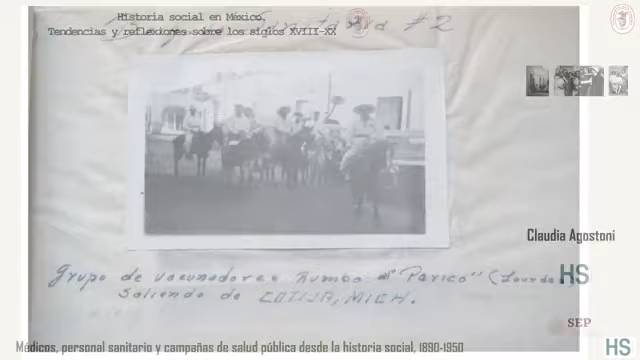 Historia social en México.
Tendencias y reflexiones sobre los siglos XVIII-XX
#2
Claudia Agostoni
Grupo de vacunadores Rumbo a "Perico"
Saliendo de COTIJA, MICH.
HS
SEP
Médicos, personal sanitario y campañas de salud pública desde la historia social, 1890-1950
HS